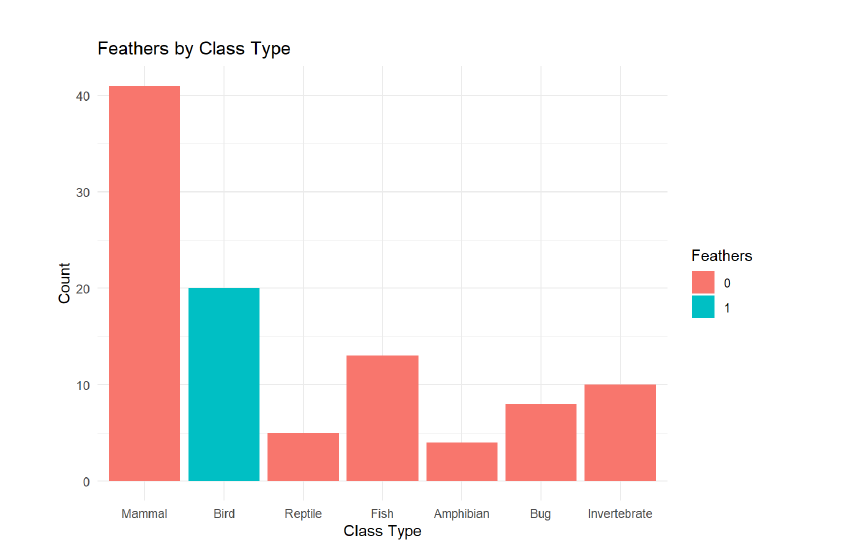 Feathers by Class Type
40
30
20
10
0
Count
Mammal Bird Reptile Fish Amphibian Bug Invertebrate
Class Type
Feathers
0
1